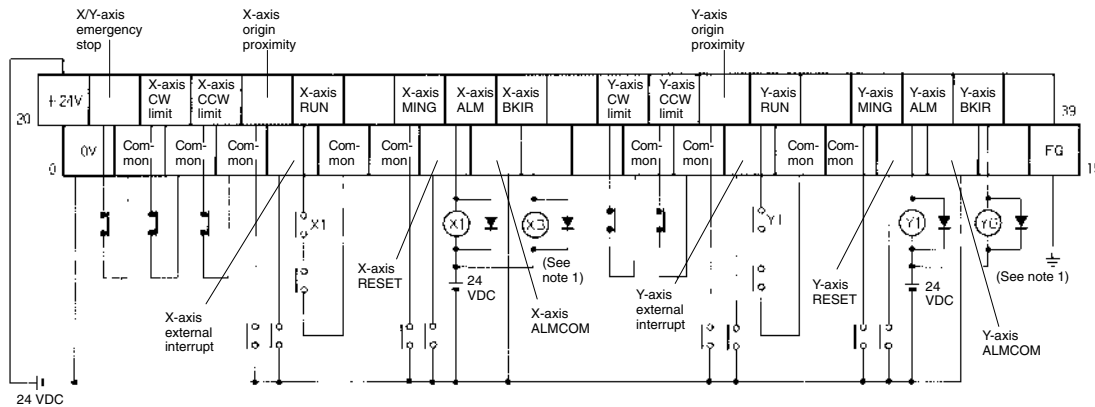 X/Y-axis
emergency
stop
X-axis
origin
proximity
Y-axis
origin
proximity
+24V
X-axis
CW
limit
X-axis
CCW
limit
X-axis
RUN
X-axis
MING
X-axis
ALM
X-axis
BKIR
Y-axis
CW
limit
Y-axis
CCW
limit
Y-axis
RUN
Y-axis
MING
Y-axis
ALM
Y-axis
BKIR
20
39
0
0V
Com-
mon
Com-
mon
Com-
mon
Com-
mon
Com-
mon
Com-
mon
Com-
mon
Com-
mon
Com-
mon
FG
19
X1
X1
X3
Y1
Y1
Y0
(See
note 1)
(See note 1)
24
VDC
24
VDC
X-axis
RESET
X-axis
external
interrupt
X-axis
ALMCOM
Y-axis
external
interrupt
Y-axis
RESET
Y-axis
ALMCOM
24 VDC